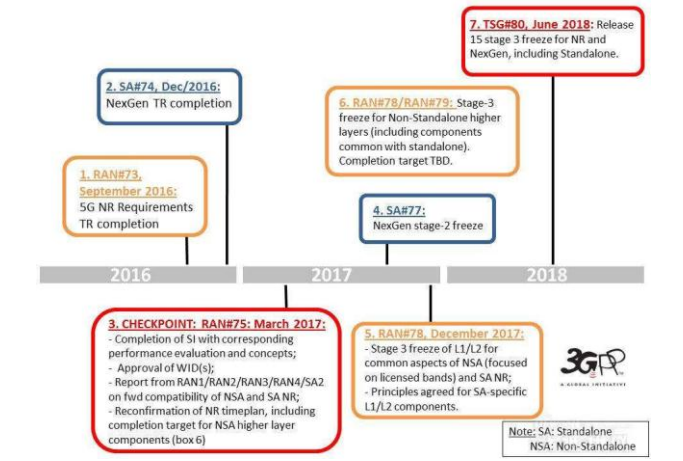 7. TSG#80, June 2018: Release
15 stage 3 freeze for NR and
NexGen, including Standalone.
2. SA#74, Dec/2016:
NexGen TR completion
6. RAN#78/RAN#79: Stage-3
freeze for Non-Standalone higher
layers (including components
common with standalone).
Completion target TBD.
1. RAN#73,
September 2016:
5G NR Requirements
TR completion
4. SA#77:
NexGen stage-2 freeze
2016
2017
2018
3. CHECKPOINT: RAN#75: March 2017:
- Completion of SI with corresponding
performance evaluation and concepts;
- Approval of WID(s);
- Report from RAN1/RAN2/RAN3/RAN4/SA2
on fwd compatibility of NSA and SA NR;
- Reconfirmation of NR timeplan, including
completion target for NSA higher layer
components (box 6)
5. RAN#78, December 2017:
- Stage 3 freeze of L1/L2 for
common aspects of NSA (focused
on licensed bands) and SA NR;
- Principles agreed for SA-specific
L1/L2 components.
3GPP
A GLOBAL INITIATIVE
Note: SA: Standalone
NSA: Non-Standalone